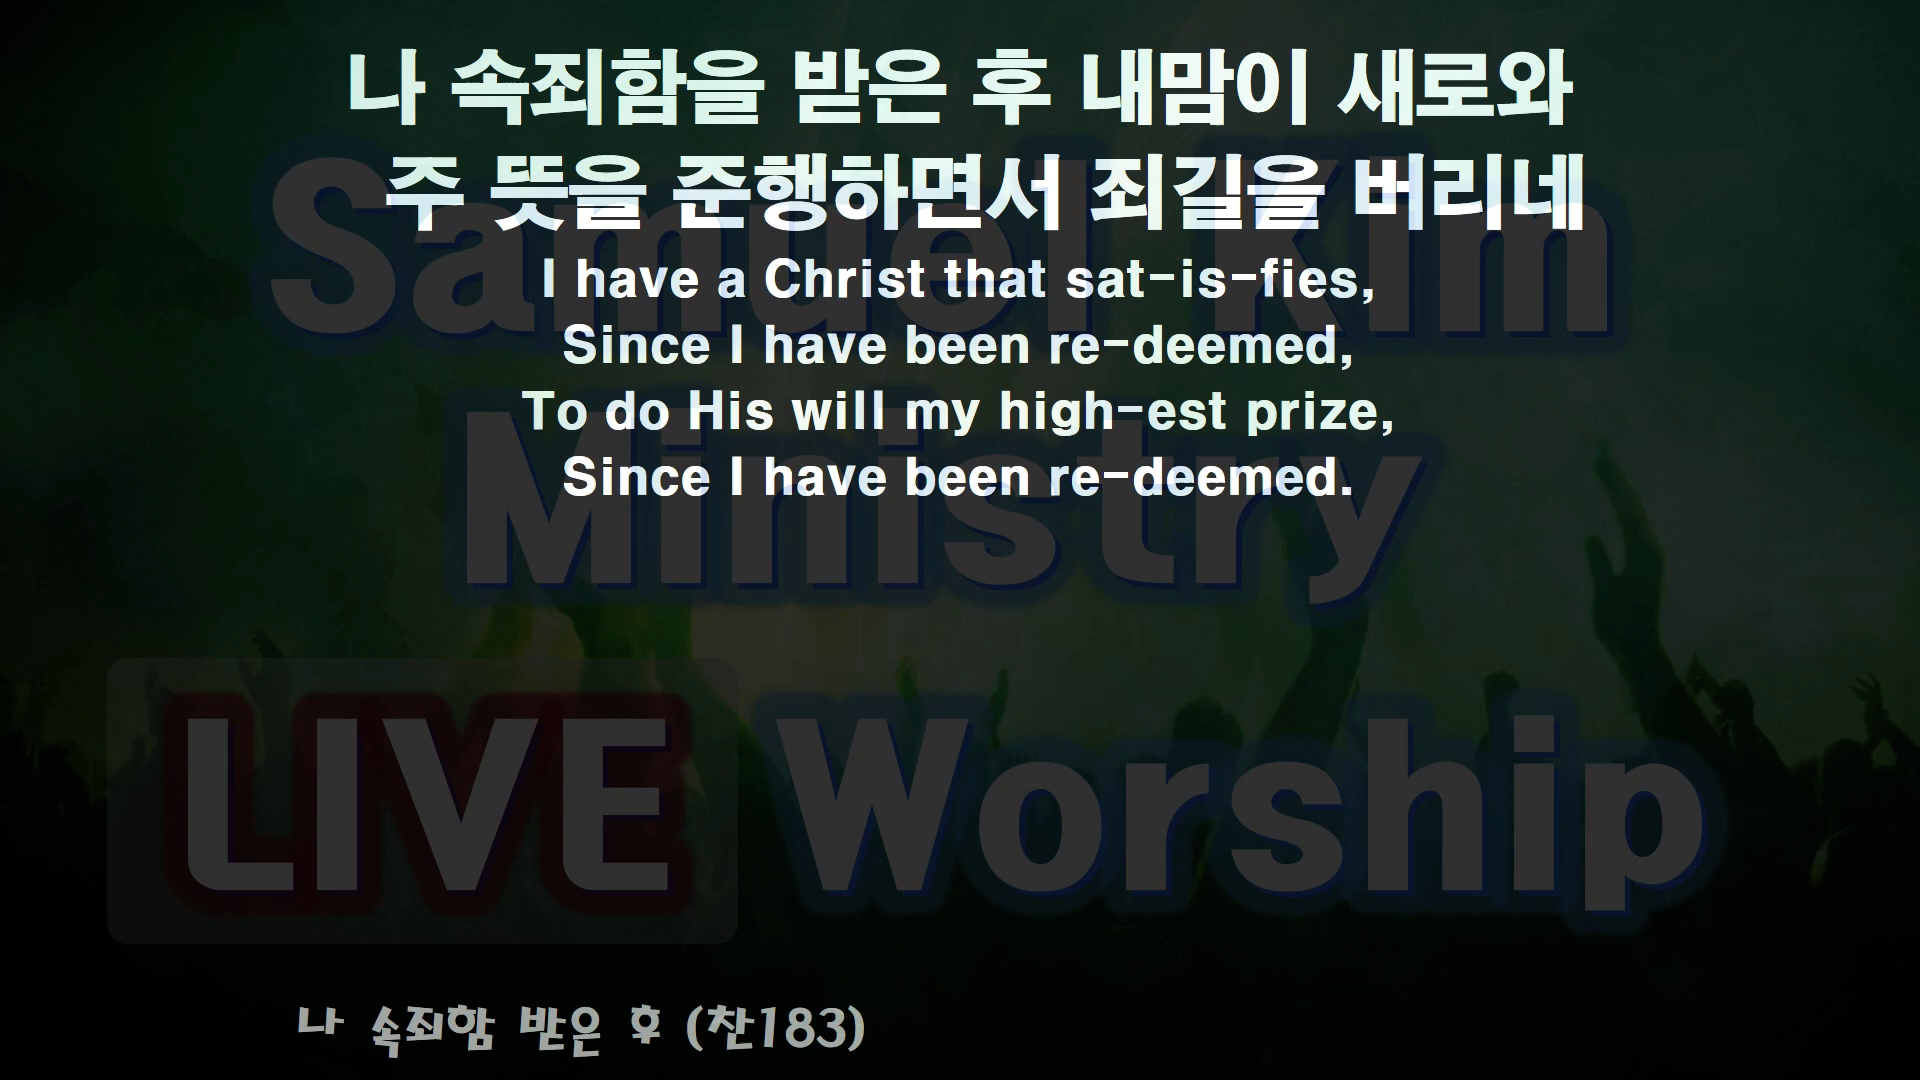 나 속죄함을 받은 후 내맘이 새로와
주 뜻을 준행하면서 죄길을 버리네
I have a Christ that sat-is-fies,
Since I have been re-deemed,
To do His will my high-est prize,
Since I have been re-deemed.
Samuel Kim
Ministry
LIVE Worship
나 속죄함 받은 후 (찬183)